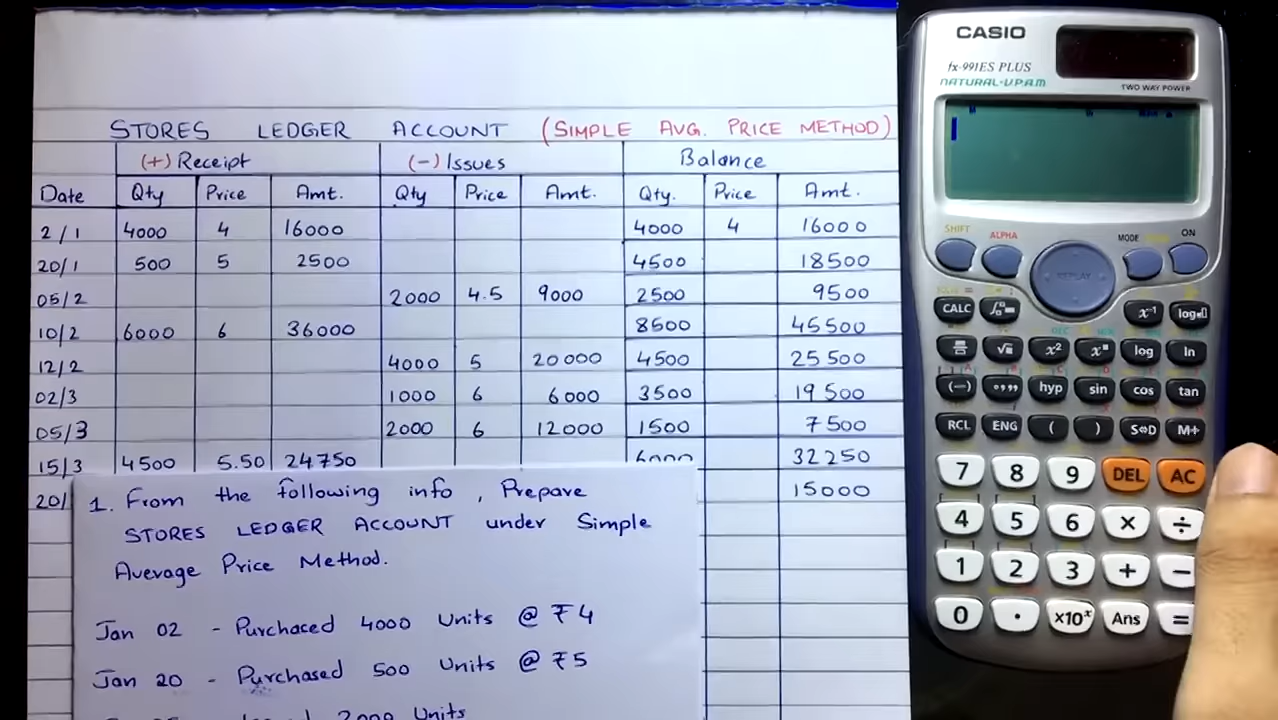 STORES LEDGER ACCOUNT (SIMPLE AVG. PRICE METHOD)
(+) Receipt (-) Issues Balance
Date Qty Price Amt. Qty Price Amt. Qty. Price Amt.
2/1 4000 4 16000 4000 4 16000
20/1 500 5 2500 4500 18500
05/2 2000 4.5 9000 2500 9500
10/2 6000 6 36000 8500 45500
12/2 4000 5 20000 4500 25500
02/3 1000 6 6000 3500 19500
05/3 2000 6 12000 1500 7500
15/3 4500 5.50 24750 6000 32250
20/ 15000
1. From the following info, Prepare
STORES LEDGER ACCOUNT under Simple
Average Price Method.
Jan 02 - Purchaced 4000 Units @ ₹4
Jan 20 - Purchased 500 Units @ ₹5
2000 Units
CASIO
fx-991ES PLUS
NATURAL-V.P.A.M.
TWO WAY POWER
SHIFT ALPHA MODE ON
REPLAY
CALC x⁻¹ log
x² log ln
(−) hyp sin cos tan
RCL ENG ( ) S⇔D M+
7 8 9 DEL AC
4 5 6 × ÷
1 2 3 + −
0 . ×10ˣ Ans =